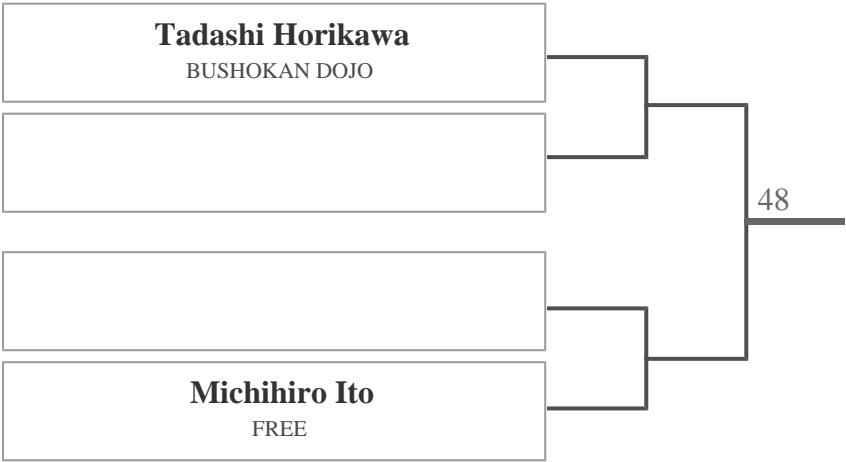 Tadashi Horikawa
BUSHOKAN DOJO
48
Michihiro Ito
FREE